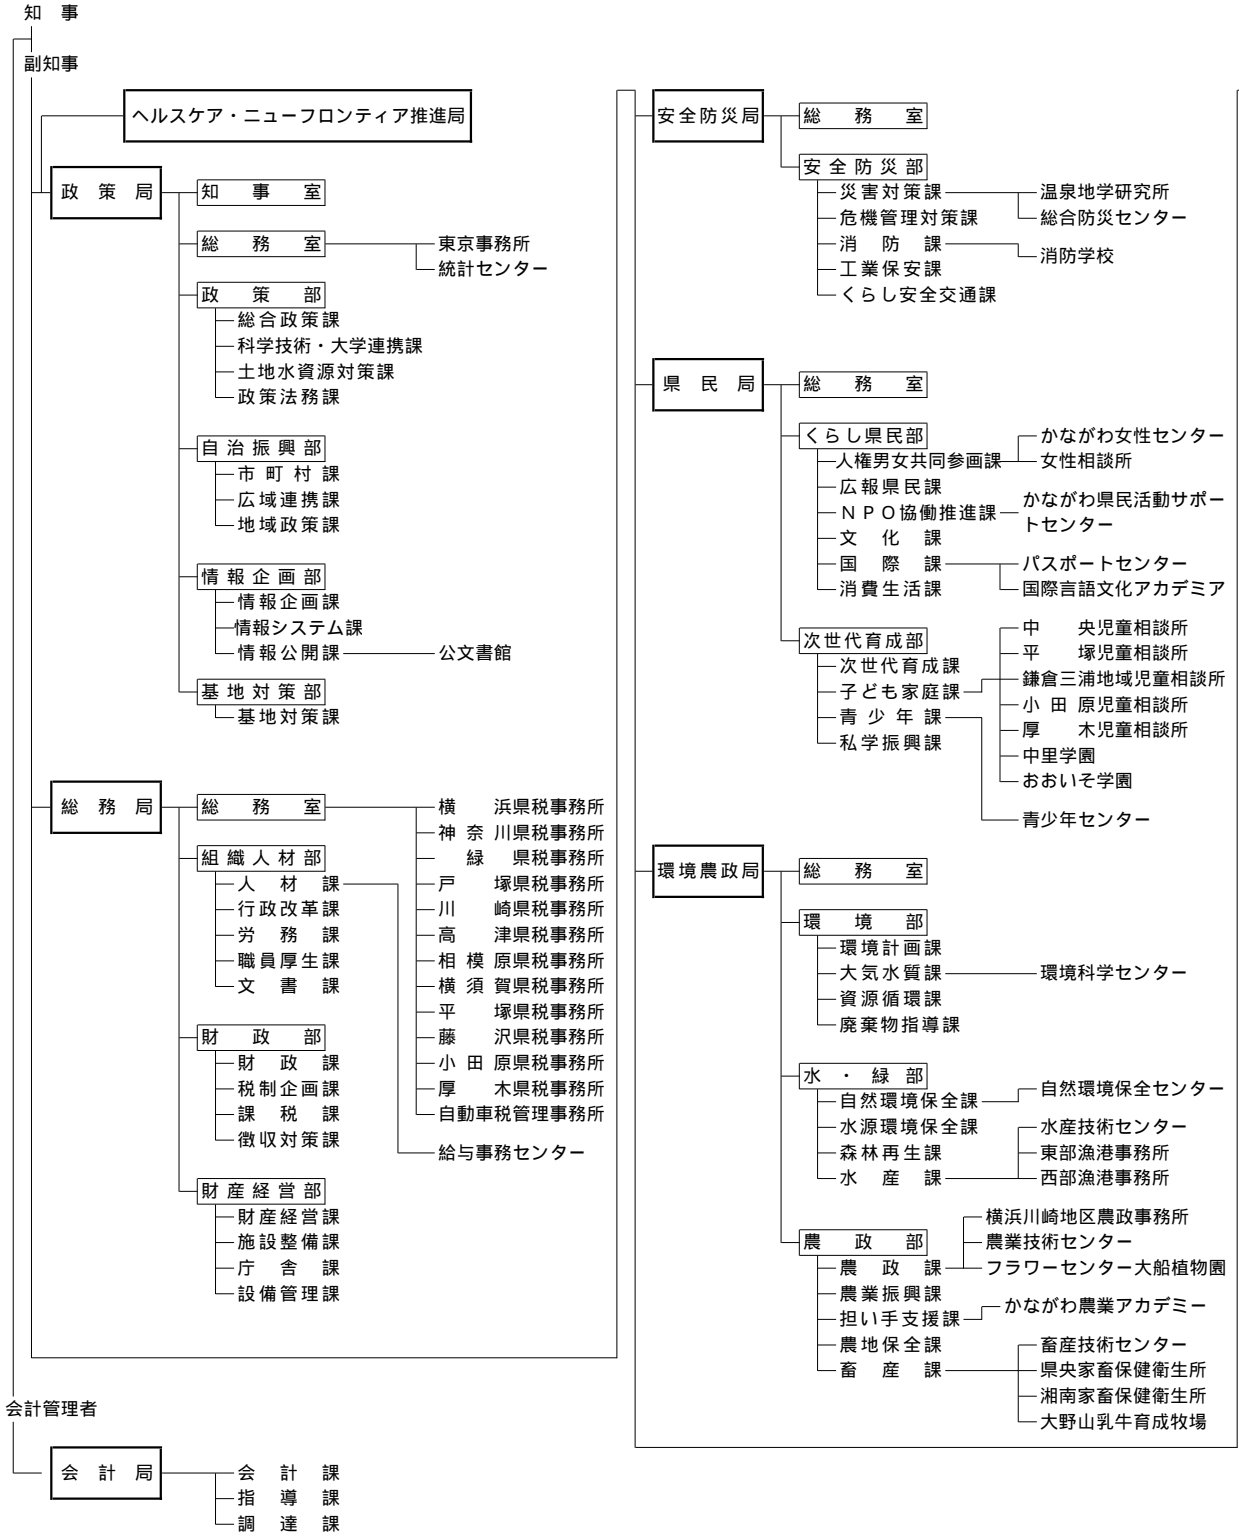 知　事
副知事
ヘルスケア・ニューフロンティア推進局
政　策　局
知　事　室
総　務　室
東京事務所
統計センター
政　策　部
総合政策課
科学技術・大学連携課
土地水資源対策課
政策法務課
自治振興部
市町村課
広域連携課
地域政策課
情報企画部
情報企画課
情報システム課
情報公開課
公文書館
基地対策部
基地対策課
総　務　局
総　務　室
横　浜県税事務所
神奈川県税事務所
緑　県税事務所
戸　塚県税事務所
川　崎県税事務所
高　津県税事務所
相模原県税事務所
横須賀県税事務所
平　塚県税事務所
藤　沢県税事務所
小田原県税事務所
厚　木県税事務所
自動車税管理事務所
組織人材部
人　材　課
行政改革課
労　務　課
職員厚生課
文　書　課
給与事務センター
財　政　部
財　政　課
税制企画課
課　税　課
徴収対策課
財産経営部
財産経営課
施設整備課
庁　舎　課
設備管理課
会計管理者
会　計　局
会　計　課
指　導　課
調　達　課
安全防災局
総　務　室
安全防災部
災害対策課
温泉地学研究所
総合防災センター
危機管理対策課
消　防　課
消防学校
工業保安課
くらし安全交通課
県　民　局
総　務　室
くらし県民部
人権男女共同参画課
かながわ女性センター
女性相談所
広報県民課
ＮＰＯ協働推進課
かながわ県民活動サポー
トセンター
文　化　課
国　際　課
パスポートセンター
国際言語文化アカデミア
消費生活課
次世代育成部
次世代育成課
子ども家庭課
中　央児童相談所
平　塚児童相談所
鎌倉三浦地域児童相談所
小田原児童相談所
厚　木児童相談所
中里学園
おおいそ学園
青少年課
青少年センター
私学振興課
環境農政局
総　務　室
環　境　部
環境計画課
大気水質課
環境科学センター
資源循環課
廃棄物指導課
水・緑部
自然環境保全課
自然環境保全センター
水源環境保全課
森林再生課
水　産　課
水産技術センター
東部漁港事務所
西部漁港事務所
農　政　部
農　政　課
横浜川崎地区農政事務所
農業技術センター
フラワーセンター大船植物園
農業振興課
担い手支援課
かながわ農業アカデミー
農地保全課
畜　産　課
畜産技術センター
県央家畜保健衛生所
湘南家畜保健衛生所
大野山乳牛育成牧場